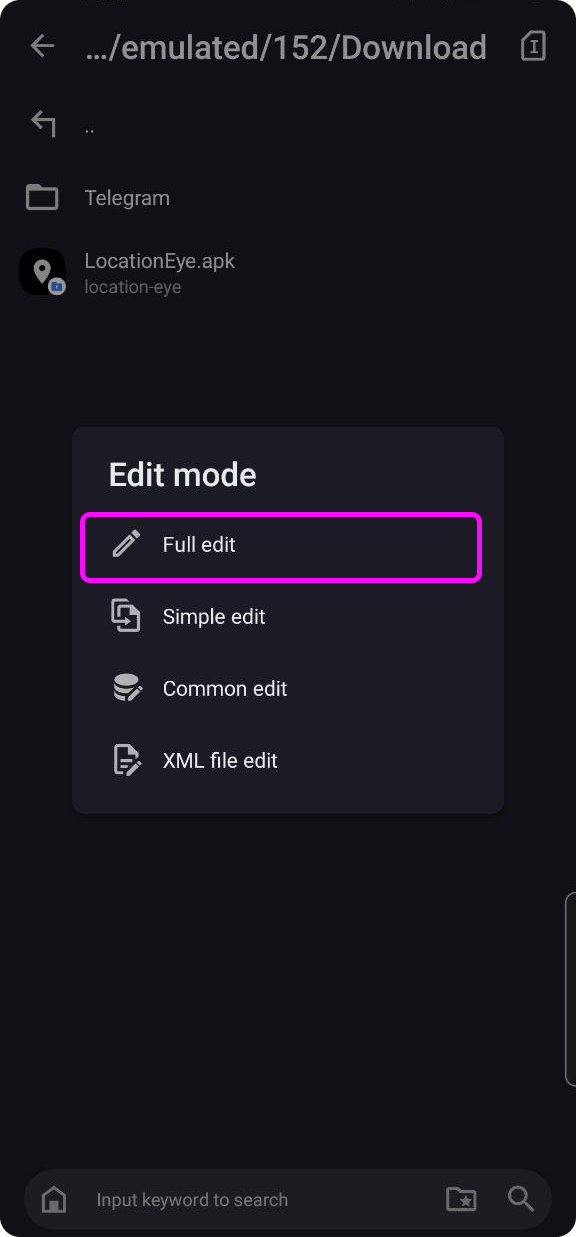 .../emulated/152/Download
..
Telegram
LocationEye.apk
location-eye
Edit mode
Full edit
Simple edit
Common edit
XML file edit
Input keyword to search